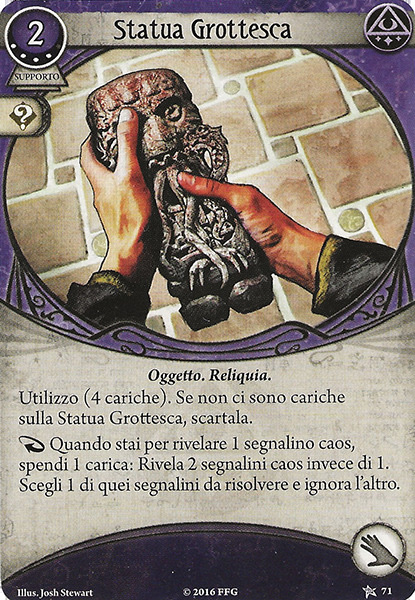 2
Statua Grottesca
SUPPORTO
?
Oggetto. Reliquia.
Utilizzo (4 cariche). Se non ci sono cariche
sulla Statua Grottesca, scartala.
Quando stai per rivelare 1 segnalino caos,
spendi 1 carica: Rivela 2 segnalini caos invece di 1.
Scegli 1 di quei segnalini da risolvere e ignora l'altro.
Illus. Josh Stewart
© 2016 FFG
71